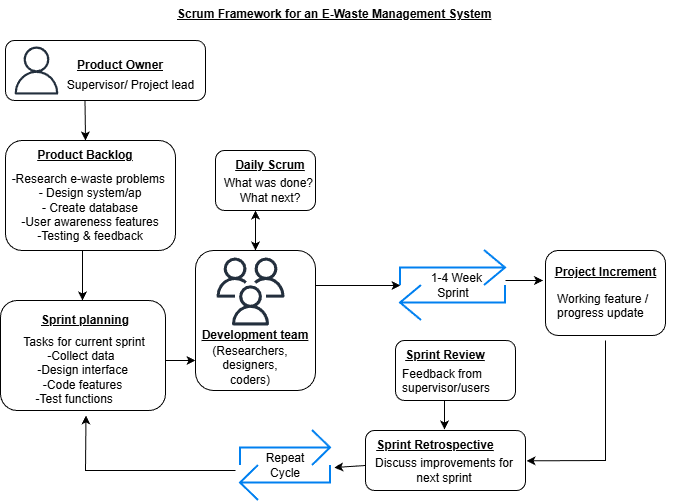 Scrum Framework for an E-Waste Management System
Product Owner
Supervisor/ Project lead
Product Backlog
-Research e-waste problems
- Design system/ap
- Create database
-User awareness features
-Testing & feedback
Daily Scrum
What was done?
What next?
Sprint planning
Tasks for current sprint
-Collect data
-Design interface
-Code features
-Test functions
Development team
(Researchers,
designers,
coders)
1-4 Week
Sprint
Project Increment
Working feature /
progress update
Sprint Review
Feedback from
supervisor/users
Sprint Retrospective
Discuss improvements for
next sprint
Repeat
Cycle